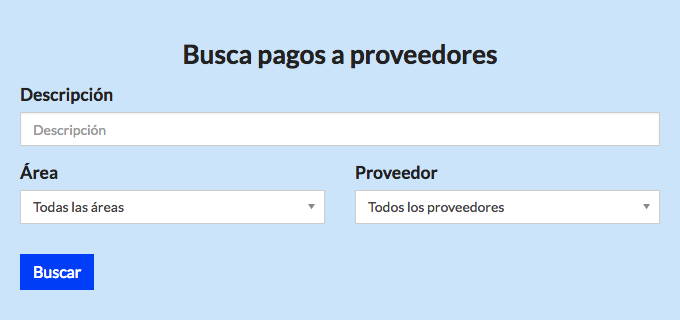 Busca pagos a proveedores
Descripción
Descripción
Área
Proveedor
Todas las áreas
Todos los proveedores
Buscar